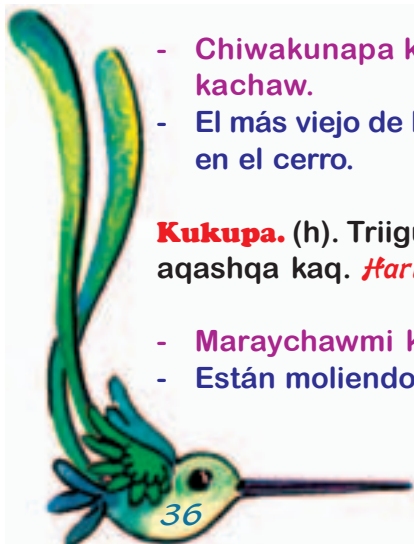 - Chiwakunapa k
kachaw.
- El más viejo de l
en el cerro.
Kukupa. (h). Triigu
aqashqa kaq. Har
- Maraychawmi k
- Están moliendo
36